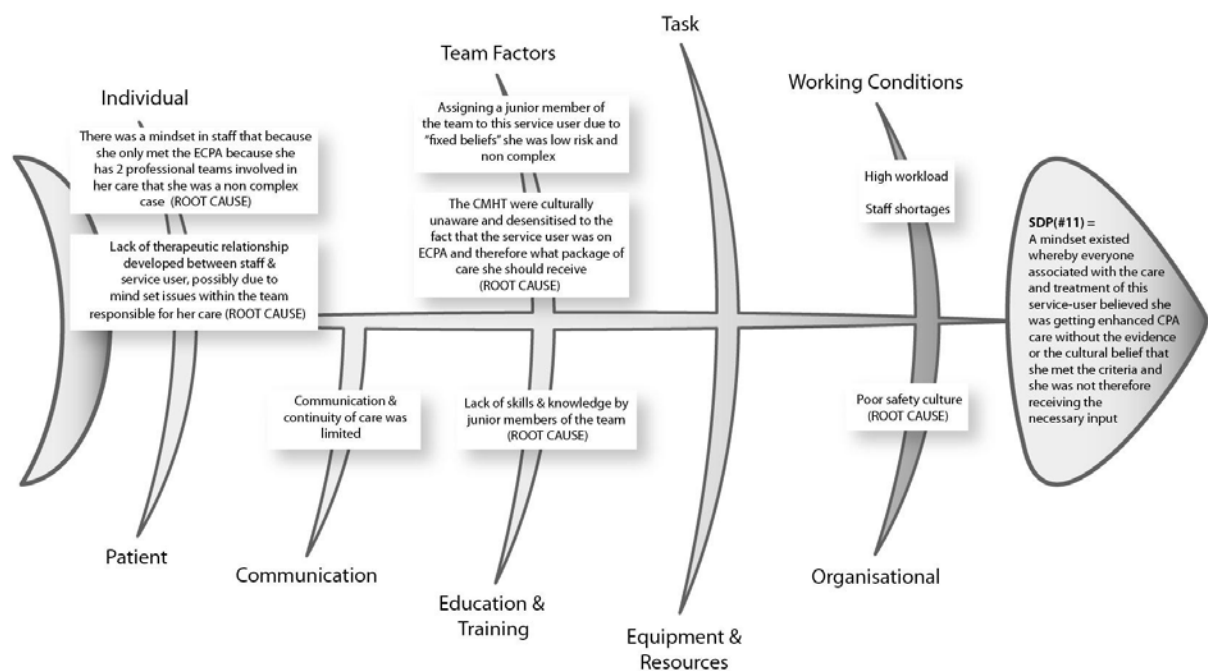 Task
Team Factors
Working Conditions
Individual
Assigning a junior member of
the team to this service user due to
“fixed beliefs” she was low risk and
non complex
There was a mindset in staff that because
she only met the ECPA because she
has 2 professional teams involved in
her care that she was a non complex
case (ROOT CAUSE)
High workload
Staff shortages
The CMHT were culturally
unaware and desensitised to the
fact that the service user was on
ECPA and therefore what package of
care she should receive
(ROOT CAUSE)
Lack of therapeutic relationship
developed between staff &
service user, possibly due to
mind set issues within the team
responsible for her care (ROOT CAUSE)
SDP(#11) =
A mindset existed
whereby everyone
associated with the care
and treatment of this
service-user believed she
was getting enhanced CPA
care without the evidence
or the cultural belief that
she met the criteria and
she was not therefore
receiving the
necessary input
Communication &
continuity of care was
limited
Lack of skills & knowledge by
junior members of the team
(ROOT CAUSE)
Poor safety culture
(ROOT CAUSE)
Patient
Communication
Education &
Training
Equipment &
Resources
Organisational